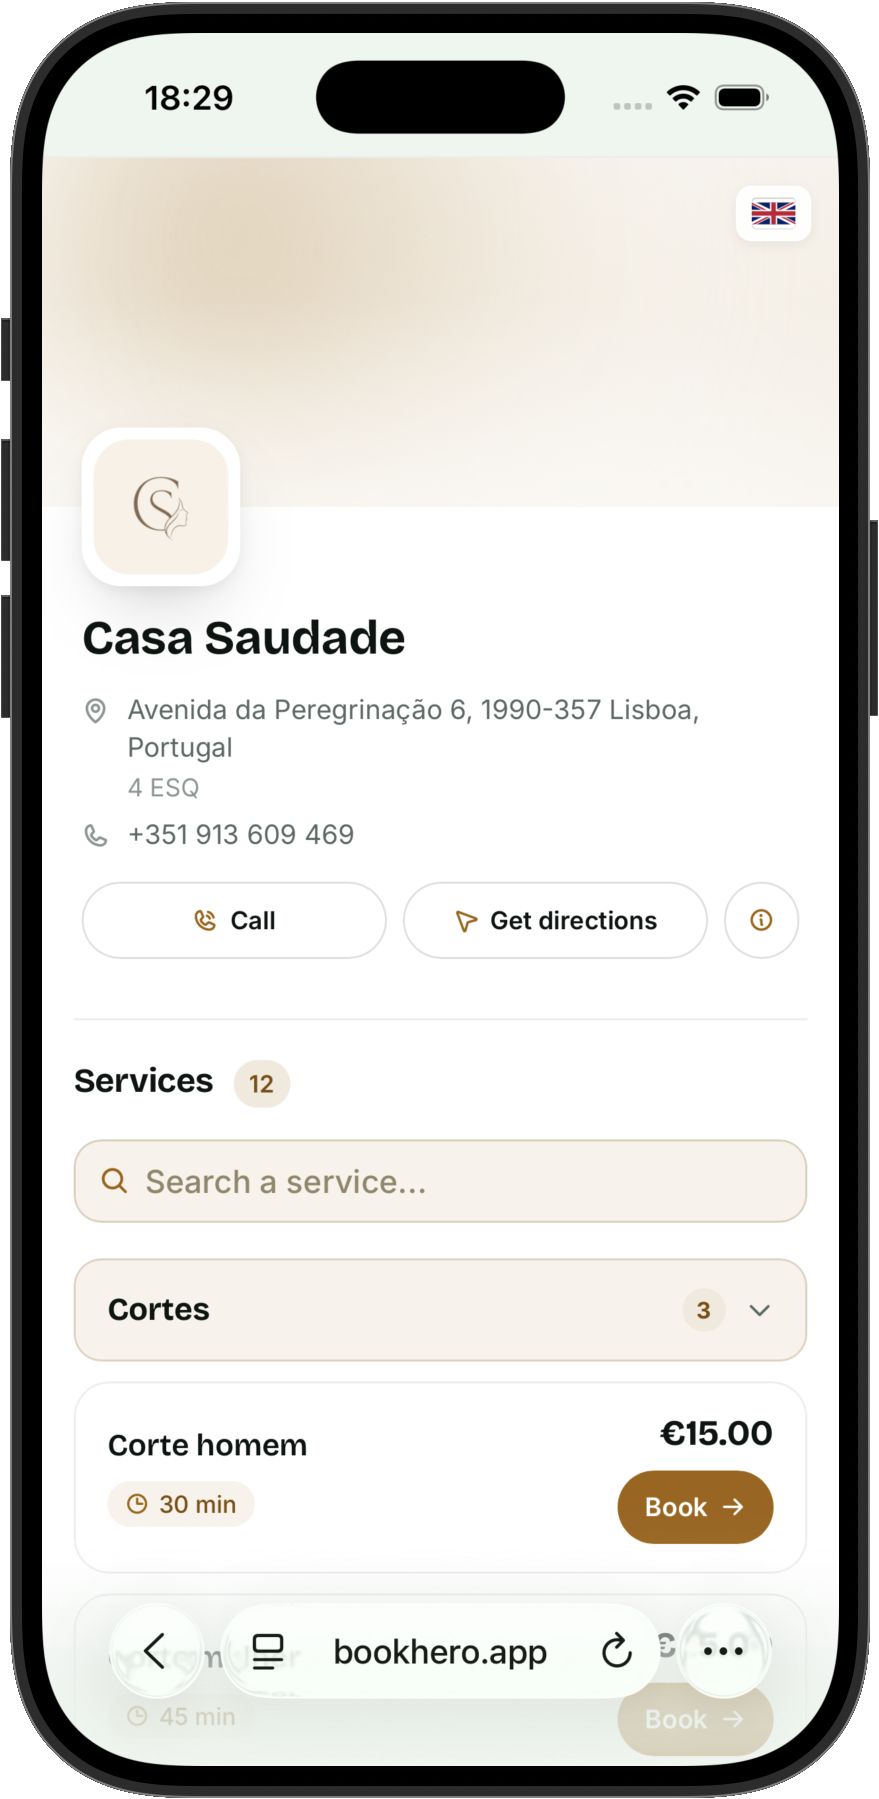 18:29
CS
Casa Saudade
Avenida da Peregrinação 6, 1990-357 Lisboa,
Portugal
4 ESQ
+351 913 609 469
Call
Get directions
Services 12
Search a service...
Cortes 3
Corte homem
€15.00
30 min
Book →
bookhero.app
45 min
Book →